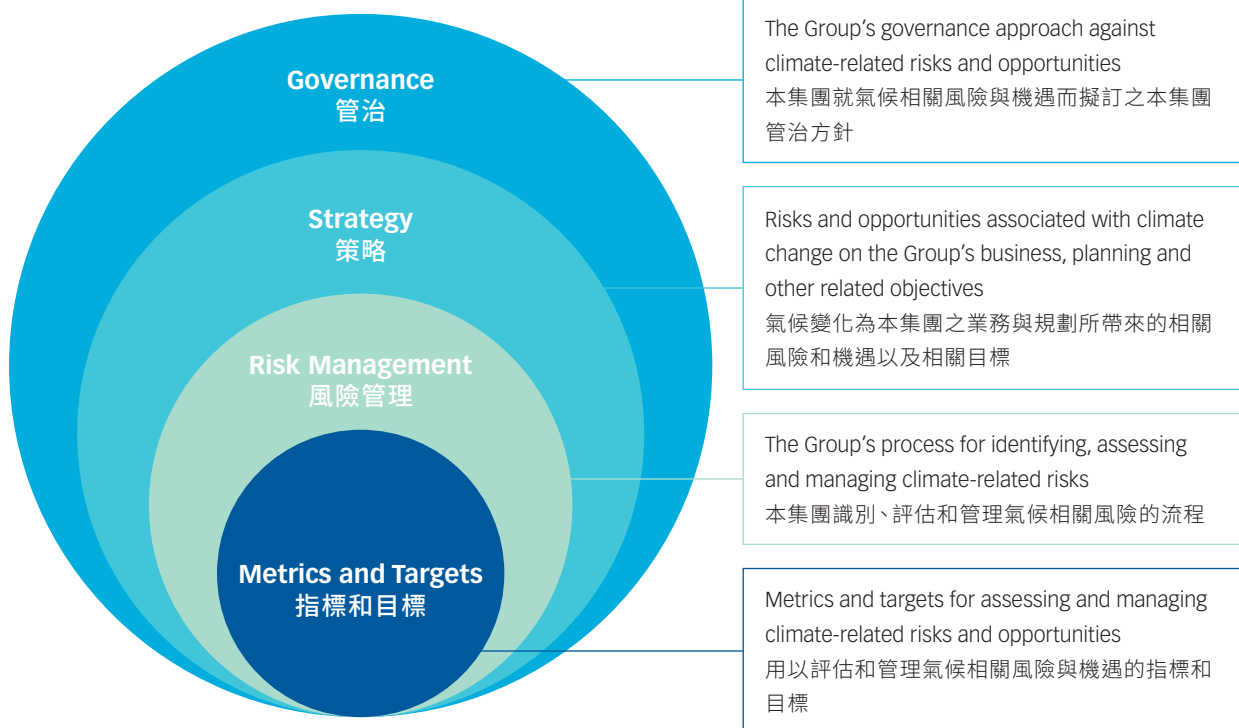 Governance
管治
Strategy
策略
Risk Management
風險管理
Metrics and Targets
指標和目標
The Group's governance approach against
climate-related risks and opportunities
本集團就氣候相關風險與機遇而擬訂之本集團
管治方針
Risks and opportunities associated with climate
change on the Group's business, planning and
other related objectives
氣候變化為本集團之業務與規劃所帶來的相關
風險和機遇以及相關目標
The Group's process for identifying, assessing
and managing climate-related risks
本集團識別、評估和管理氣候相關風險的流程
Metrics and targets for assessing and managing
climate-related risks and opportunities
用以評估和管理氣候相關風險與機遇的指標和
目標